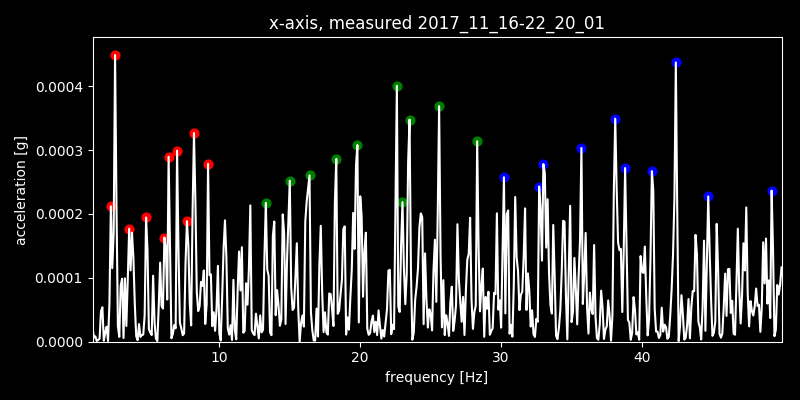 x-axis, measured 2017_11_16-22_20_01
acceleration [g]
0.0004
0.0003
0.0002
0.0001
0.0000
10 20 30 40
frequency [Hz]